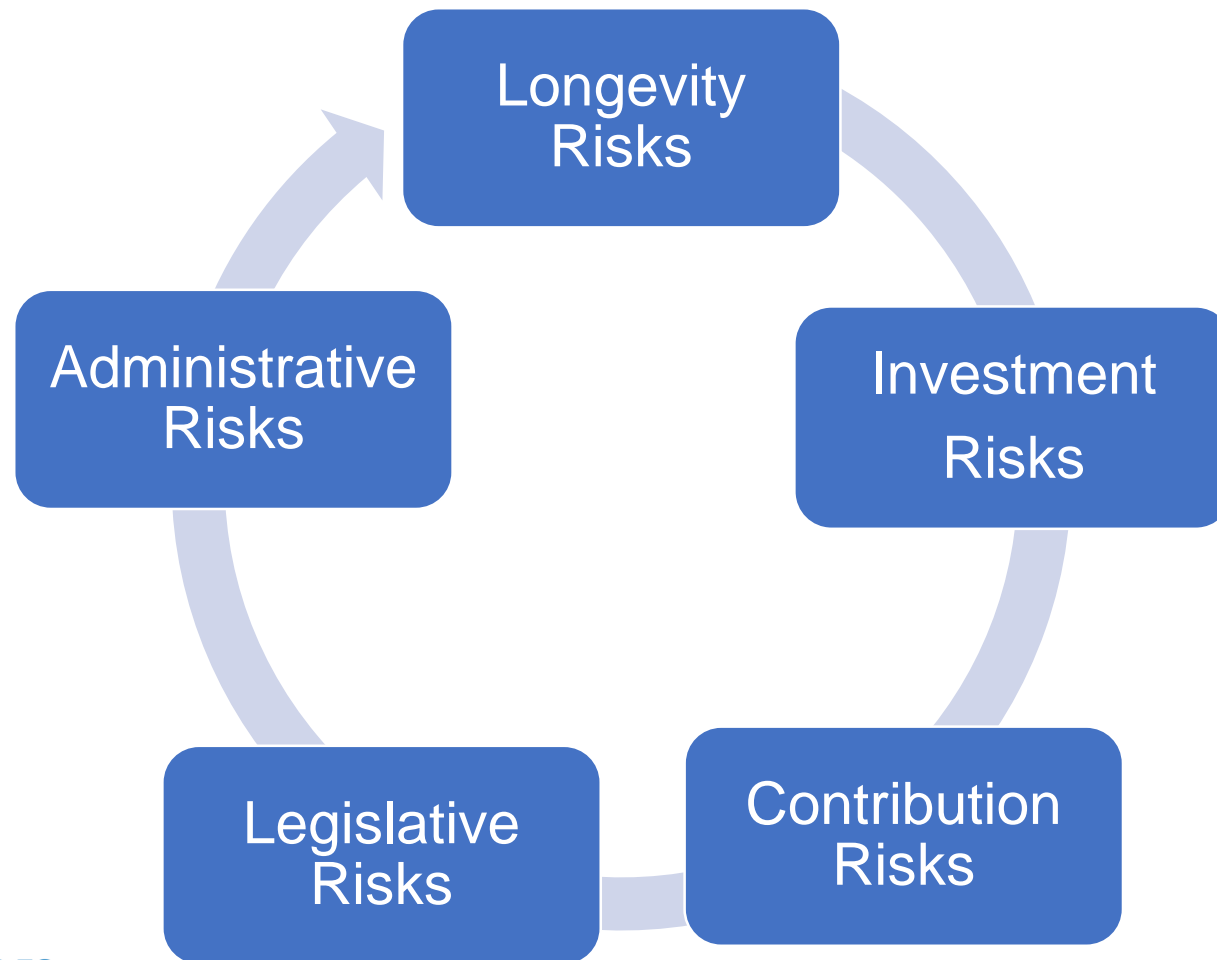 Longevity
Risks
Investment
Risks
Contribution
Risks
Legislative
Risks
Administrative
Risks